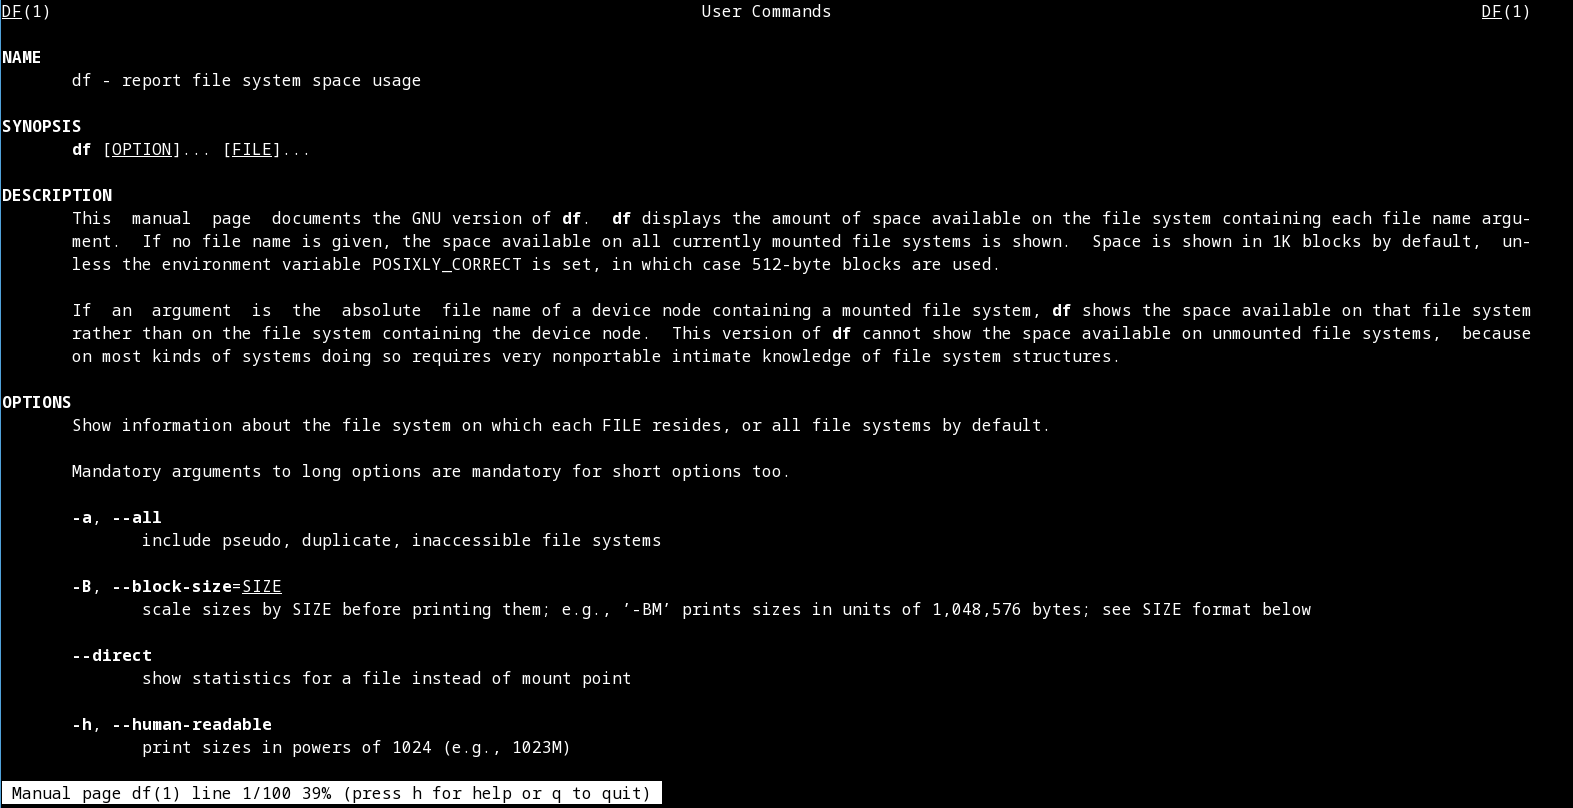 DF(1) User Commands DF(1)
NAME
df - report file system space usage
SYNOPSIS
df [OPTION]... [FILE]...
DESCRIPTION
This  manual  page  documents the GNU version of df.  df displays the amount of space available on the file system containing each file name argu-
ment.  If no file name is given, the space available on all currently mounted file systems is shown.  Space is shown in 1K blocks by default,  un-
less the environment variable POSIXLY_CORRECT is set, in which case 512-byte blocks are used.
If  an  argument  is  the  absolute  file name of a device node containing a mounted file system, df shows the space available on that file system
rather than on the file system containing the device node.  This version of df cannot show the space available on unmounted file systems,  because
on most kinds of systems doing so requires very nonportable intimate knowledge of file system structures.
OPTIONS
Show information about the file system on which each FILE resides, or all file systems by default.
Mandatory arguments to long options are mandatory for short options too.
-a, --all
include pseudo, duplicate, inaccessible file systems
-B, --block-size=SIZE
scale sizes by SIZE before printing them; e.g., ’-BM’ prints sizes in units of 1,048,576 bytes; see SIZE format below
--direct
show statistics for a file instead of mount point
-h, --human-readable
print sizes in powers of 1024 (e.g., 1023M)
Manual page df(1) line 1/100 39% (press h for help or q to quit)